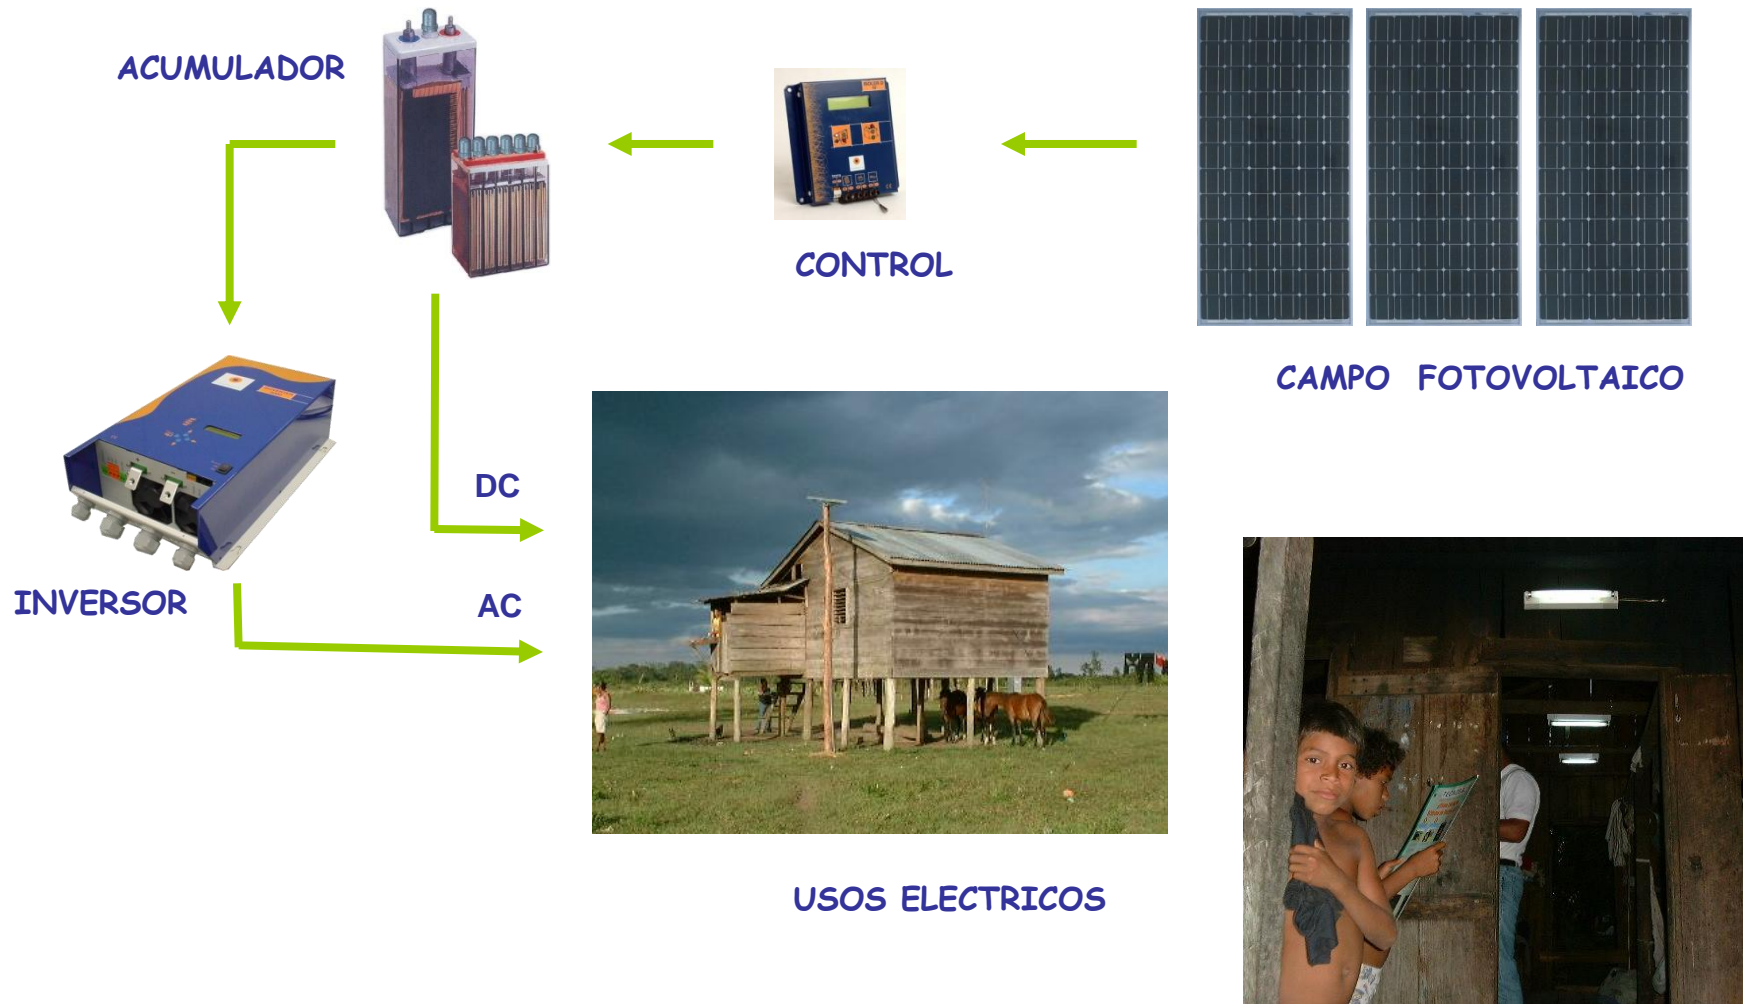 ACUMULADOR
CONTROL
CAMPO FOTOVOLTAICO
DC
INVERSOR
AC
USOS ELECTRICOS